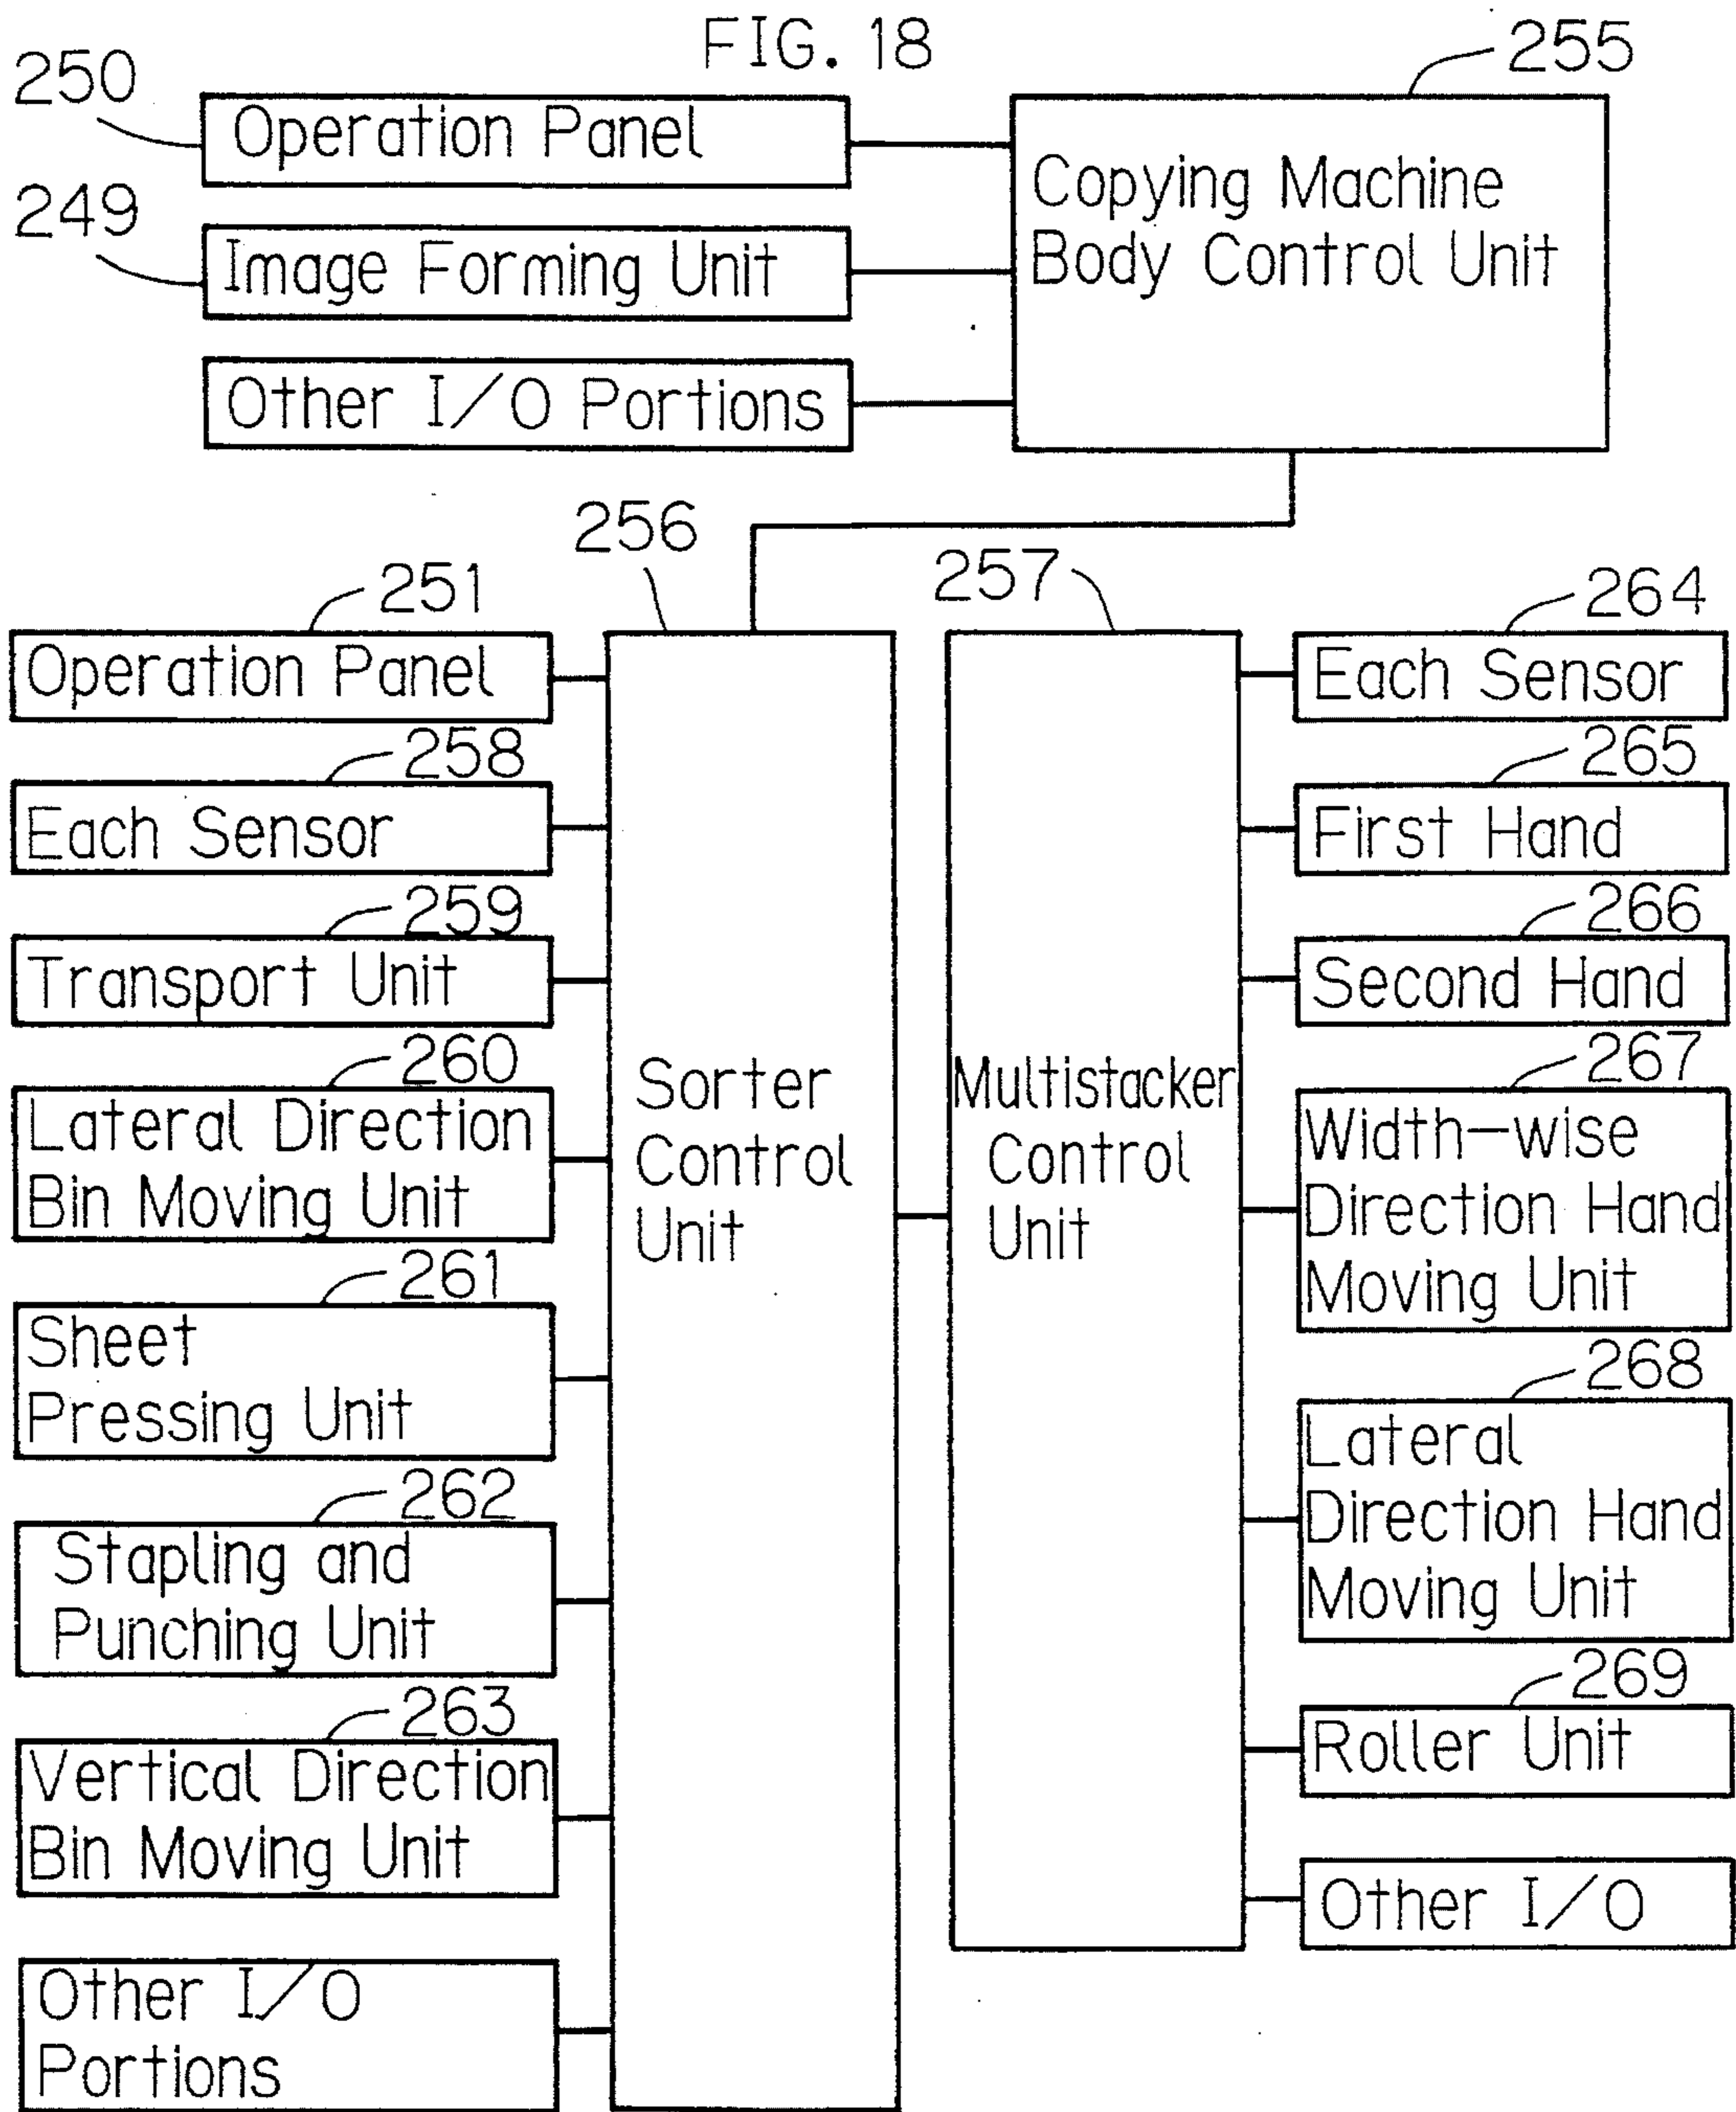 FIG. 18
250
Operation Panel
249
Image Forming Unit
Other I/O Portions
255
Copying Machine
Body Control Unit
256
251
Operation Panel
258
Each Sensor
259
Transport Unit
260
Lateral Direction
Bin Moving Unit
261
Sheet
Pressing Unit
262
Stapling and
Punching Unit
263
Vertical Direction
Bin Moving Unit
Other I/O
Portions
Sorter
Control
Unit
257
Multistacker
Control
Unit
264
Each Sensor
265
First Hand
266
Second Hand
267
Width-wise
Direction Hand
Moving Unit
268
Lateral
Direction Hand
Moving Unit
269
Roller Unit
Other I/O